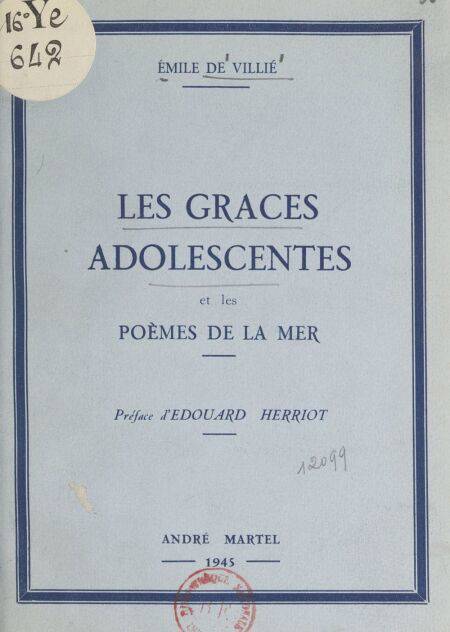 16° Ye
642
ÉMILE DE VILLIÉ
LES GRACES
ADOLESCENTES
et les
POÈMES DE LA MER
Préface d'EDOUARD HERRIOT
12099
ANDRÉ MARTEL
1945